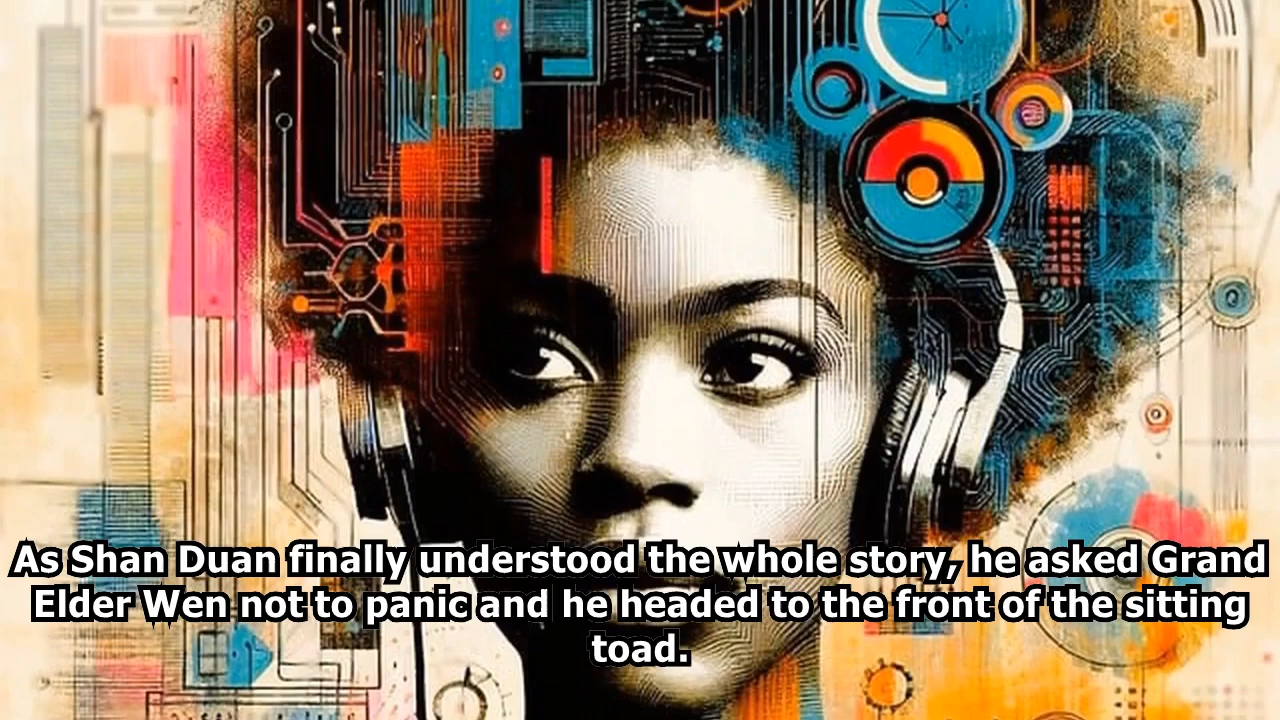 As Shan Duan finally understood the whole story, he asked Grand
Elder Wen not to panic and he headed to the front of the sitting
toad.